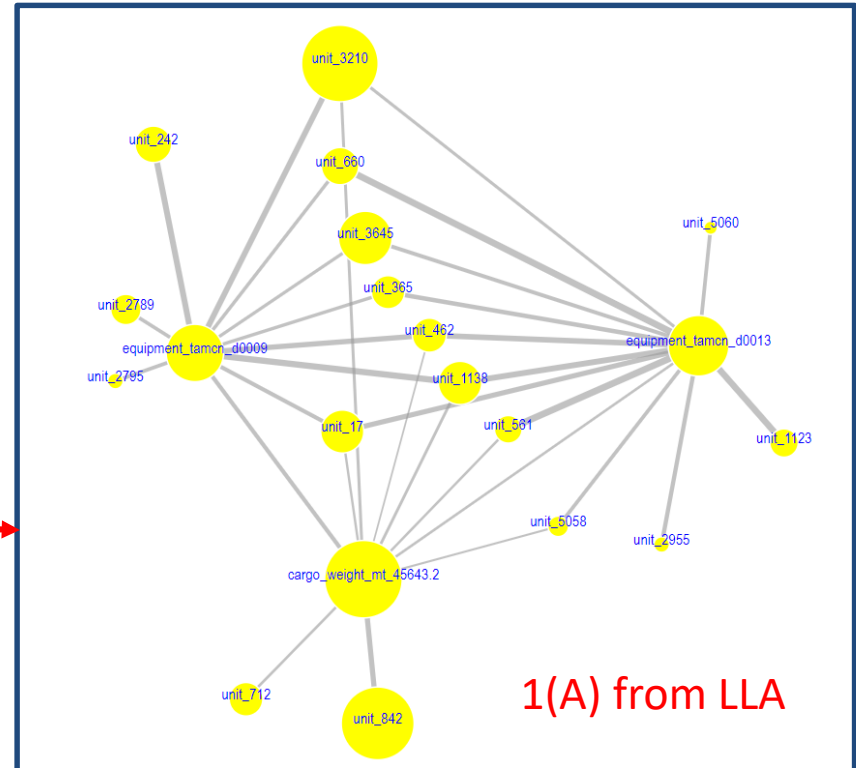 unit_3210
unit_242
unit_660
unit_5060
unit_3645
unit_365
unit_2789
unit_462
equipment_tamcn_d0009
equipment_tamcn_d0013
unit_2795
unit_1138
unit_17
unit_561
unit_1123
unit_5058
unit_2955
cargo_weight_mt_45643.2
unit_712
unit_842
1(A) from LLA